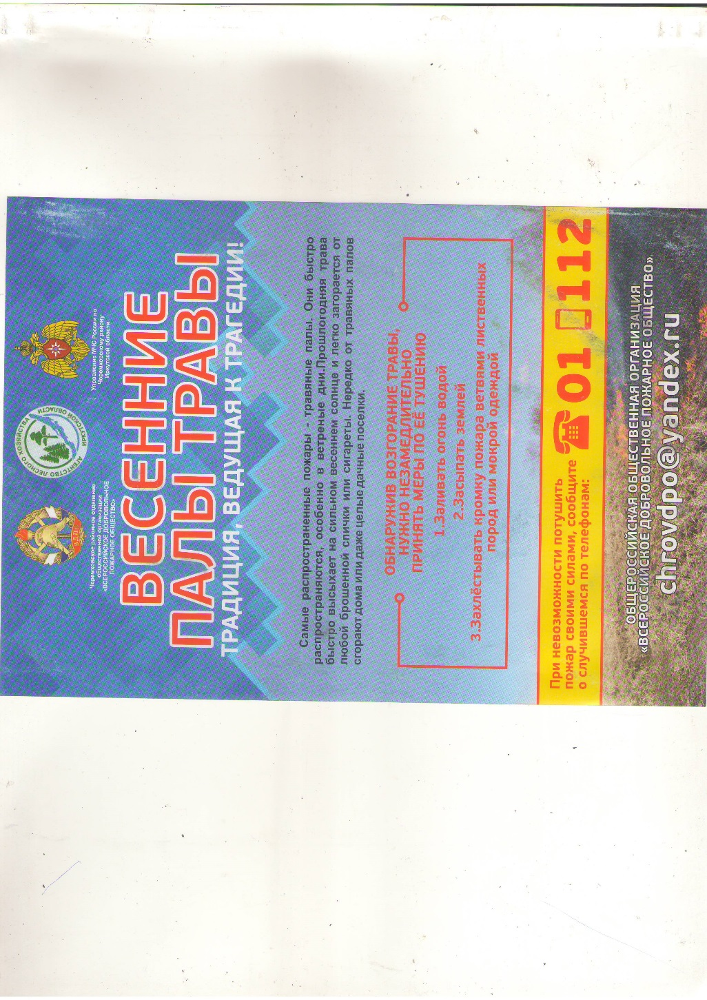 Черемховское районное отделение
общественной организации
«ВСЕРОССИЙСКОЕ ДОБРОВОЛЬНОЕ
ПОЖАРНОЕ ОБЩЕСТВО»
АГЕНТСТВО ЛЕСНОГО ХОЗЯЙСТВА
ИРКУТСКОЙ ОБЛАСТИ
Управление МЧС России по
Черемховскому району
Иркутской области
ВЕСЕННИЕ
ПАЛЫ ТРАВЫ
ТРАДИЦИЯ, ВЕДУЩАЯ К ТРАГЕДИИ!
Самые распространенные пожары - травяные палы. Они быстро
распространяются, особенно в ветреные дни.Прошлогодняя трава
быстро высыхает на сильном весеннем солнце и легко загорается от
любой брошенной спички или сигареты. Нередко от травяных палов
сгорают дома или даже целые дачные поселки.
ОБНАРУЖИВ ВОЗГОРАНИЕ ТРАВЫ,
НУЖНО НЕЗАМЕДЛИТЕЛЬНО
ПРИНЯТЬ МЕРЫ ПО ЕЁ ТУШЕНИЮ
1.Заливать огонь водой
2.Засыпать землей
3.Захлёстывать кромку пожара ветвями лиственных
пород или мокрой одеждой
При невозможности потушить
пожар своими силами, сообщите
о случившемся по телефонам:
01 112
ОБЩЕРОССИЙСКАЯ ОБЩЕСТВЕННАЯ ОРГАНИЗАЦИЯ
«ВСЕРОССИЙСКОЕ ДОБРОВОЛЬНОЕ ПОЖАРНОЕ ОБЩЕСТВО»
chrovdpo@yandex.ru